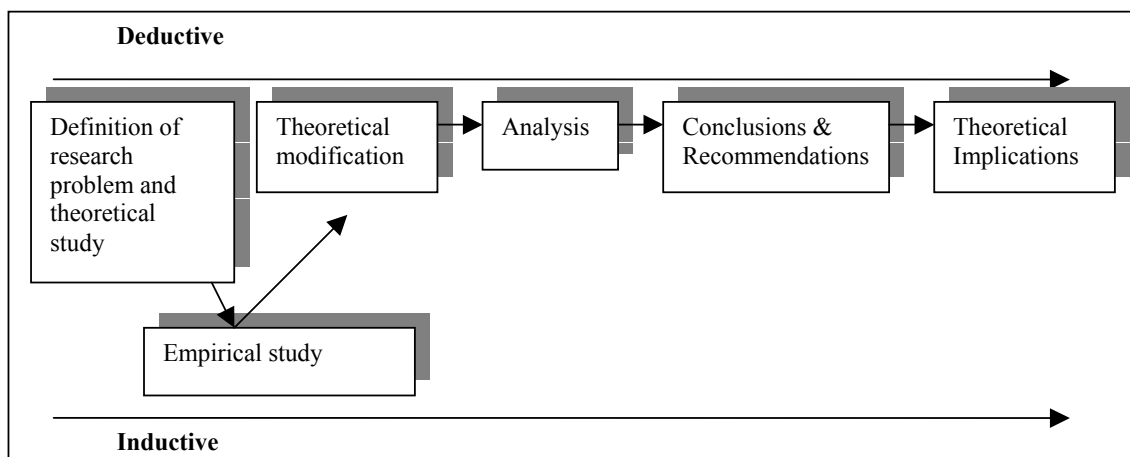 Deductive
Definition of
research
problem and
theoretical
study
Theoretical
modification
Analysis
Conclusions &
Recommendations
Theoretical
Implications
Empirical study
Inductive